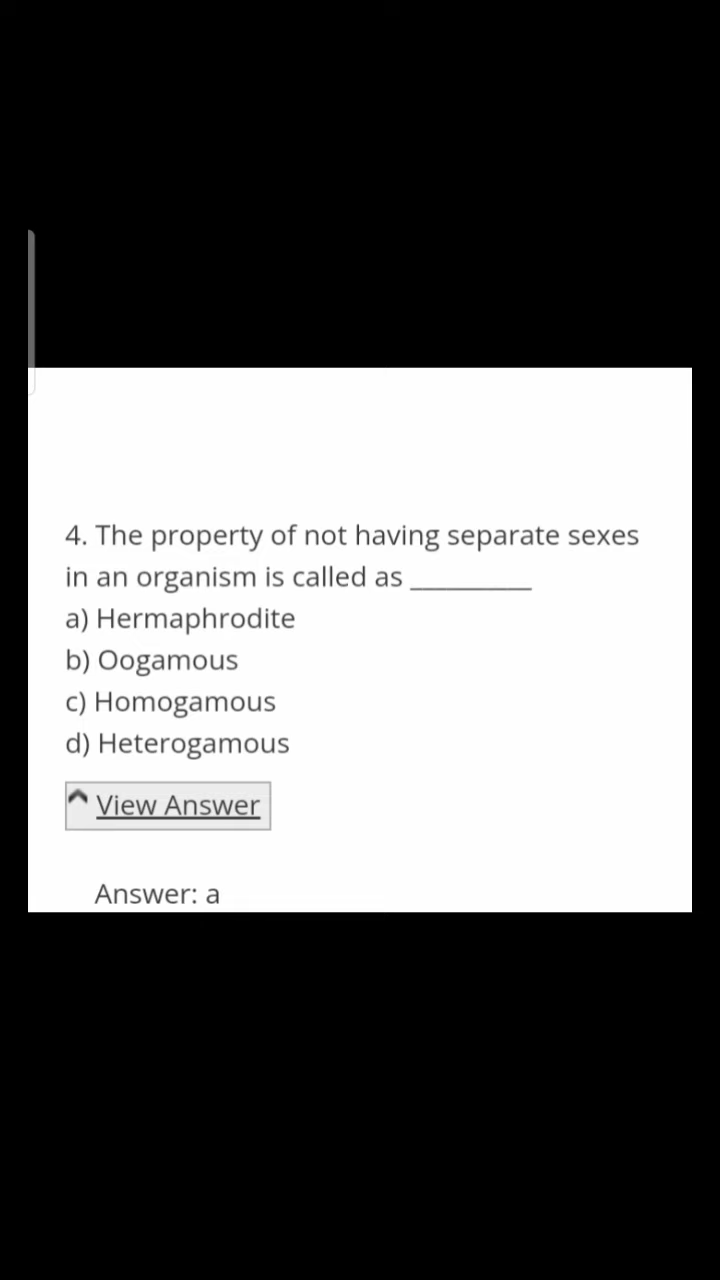 4. The property of not having separate sexes
in an organism is called as _________
a) Hermaphrodite
b) Oogamous
c) Homogamous
d) Heterogamous
View Answer
Answer: a